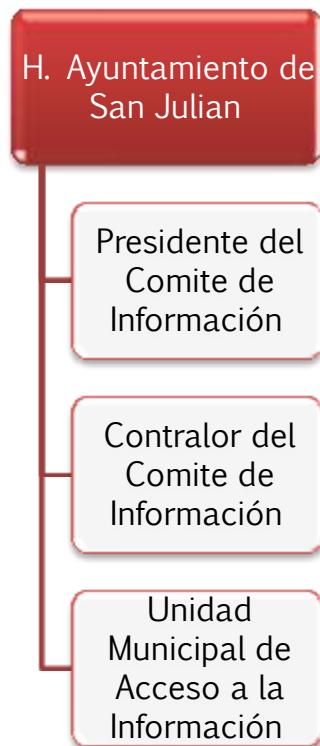 H. Ayuntamiento de
San Julian
Presidente del
Comite de
Información
Contralor del
Comite de
Información
Unidad
Municipal de
Acceso a la
Información